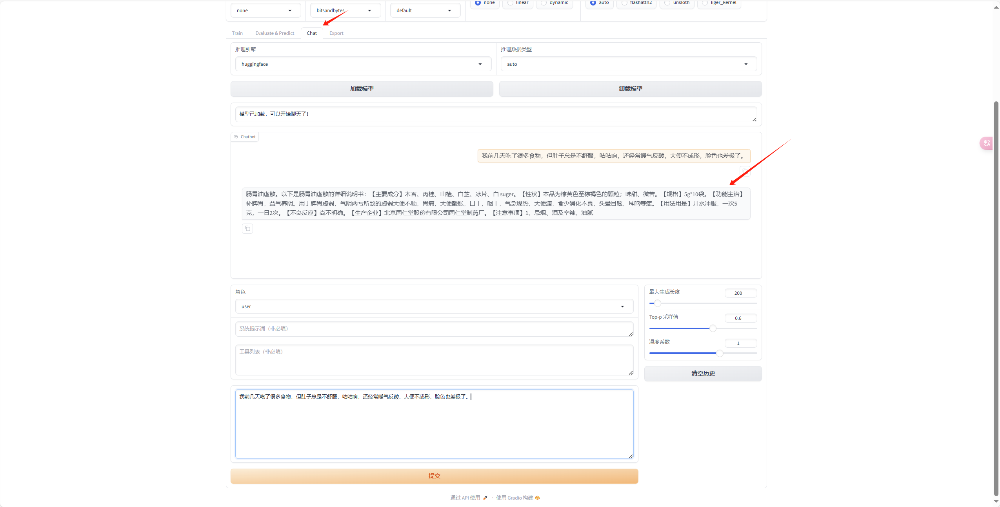 none linear dynamic auto flashattn2 unsloth liger_kernel
none bitsandbytes default
Train Evaluate & Predict Chat Export
推理引擎 推理数据类型
huggingface auto
加载模型 卸载模型
模型已加载，可以开始聊天了！
Chatbot
我前几天吃了很多食物，但肚子总是不舒服，咕咕响，还经常嗳气反酸，大便不成形，脸色也差极了。
肠胃油虚散。以下是肠胃油虚散的详细说明书：【主要成分】木香、肉桂、山楂、白芷、冰片、白 suger。【性状】本品为棕黄色至棕褐色的颗粒；味甜、微苦。【规格】5g*10袋。【功能主治】
补脾胃，益气养阴。用于脾胃虚弱，气阴两亏所致的虚弱大便不顺，胃痛，大便酸胀，口干，咽干，气急燥热，大便溏，食少消化不良，头晕目眩，耳鸣等症。【用法用量】开水冲服，一次5
克，一日2次。【不良反应】尚不明确。【生产企业】北京同仁堂股份有限公司同仁堂制药厂。【注意事项】1、忌烟、酒及辛辣、油腻
角色
user
系统提示词（非必填）
工具列表（非必填）
最大生成长度 200
Top-p 采样值 0.6
温度系数 1
清空历史
我前几天吃了很多食物，但肚子总是不舒服，咕咕响，还经常嗳气反酸，大便不成形，脸色也差极了。
提交
通过 API 使用 · 使用 Gradio 构建